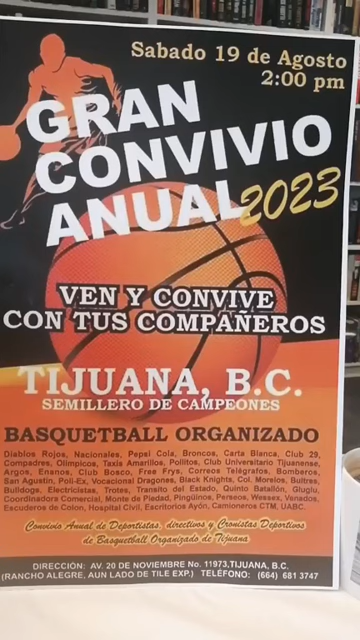 Sabado 19 de Agosto
2:00 pm
GRAN
CONVIVIO
ANUAL 2023
VEN Y CONVIVE
CON TUS COMPAÑEROS
TIJUANA, B.C.
SEMILLERO DE CAMPEONES
BASQUETBALL ORGANIZADO
Diablos Rojos, Nacionales, Pepsi Cola, Broncos, Carta Blanca, Club 29,
Compadres, Olimpicos, Taxis Amarillos, Pollitos, Club Universitario Tijuanense,
Argos, Enanos, Club Bosco, Free Frys, Correos Telégrafos, Bomberos,
San Agustin, Poli-Ex, Vocacional Dragones, Black Knights, Col. Morelos, Buitres,
Bulldogs, Electricistas, Trotes, Transito del Estado, Quinto Batallón, Gluglu,
Coordinadora Comercial, Monte de Piedad, Pingüinos, Perseos, Wessex, Venados,
Escuderos de Colon, Hospital Civil, Escritorios Ayón, Camioneros CTM, UABC.
Convivio Anual de Deportistas, directivos y Cronistas Deportivos
de Basquetball Organizado de Tijuana
DIRECCIÓN: AV. 20 DE NOVIEMBRE No. 11973, TIJUANA, B.C.
(RANCHO ALEGRE, AUN LADO DE TILE EXP.) TELÉFONO: (664) 681 3747